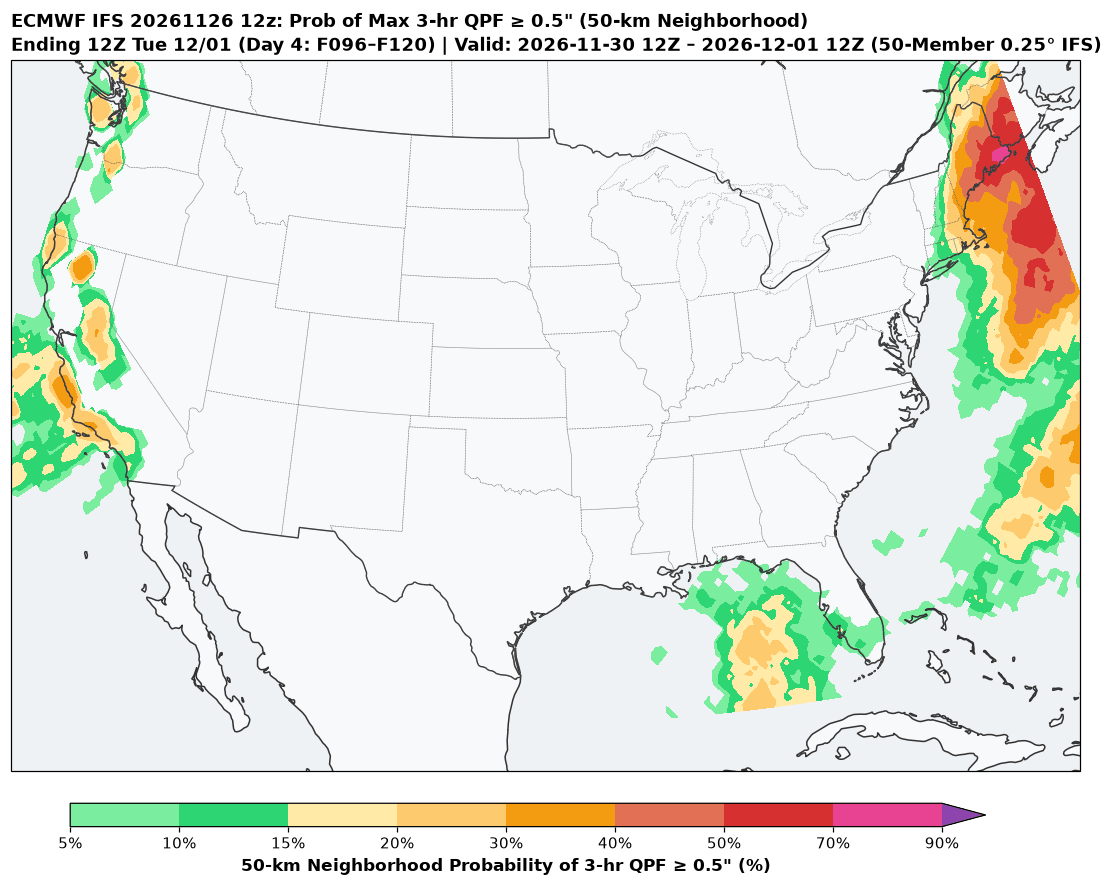 ECMWF IFS 20261126 12z: Prob of Max 3-hr QPF ≥ 0.5" (50-km Neighborhood)
Ending 12Z Tue 12/01 (Day 4: F096–F120) | Valid: 2026-11-30 12Z – 2026-12-01 12Z (50-Member 0.25° IFS)
5% 10% 15% 20% 30% 40% 50% 70% 90%
50-km Neighborhood Probability of 3-hr QPF ≥ 0.5" (%)